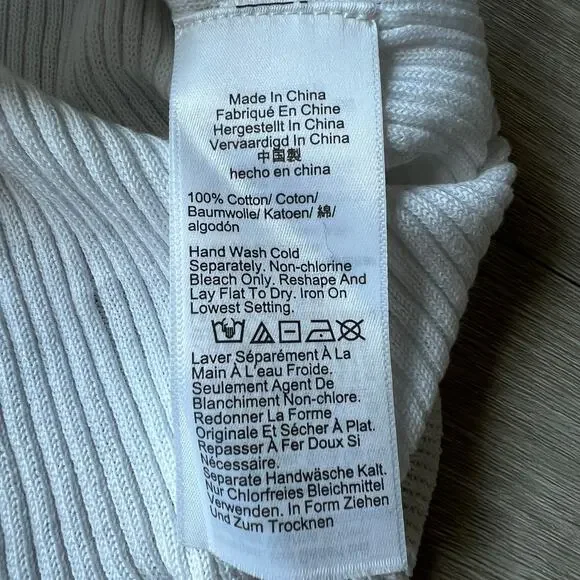 Made In China
Fabriqué En Chine
Hergestellt In China
Vervaardigd In China
中国製
hecho en china
100% Cotton/ Coton/
Baumwolle/ Katoen/ 綿/
algodón
Hand Wash Cold
Separately. Non-chlorine
Bleach Only. Reshape And
Lay Flat To Dry. Iron On
Lowest Setting.
Laver Séparément À La
Main À L'eau Froide.
Seulement Agent De
Blanchiment Non-chlore.
Redonner La Forme
Originale Et Sécher À Plat.
Repasser À Fer Doux Si
Nécessaire.
Separate Handwäsche Kalt.
Nur Chlorfreies Bleichmittel
Verwenden. In Form Ziehen
Und Zum Trocknen